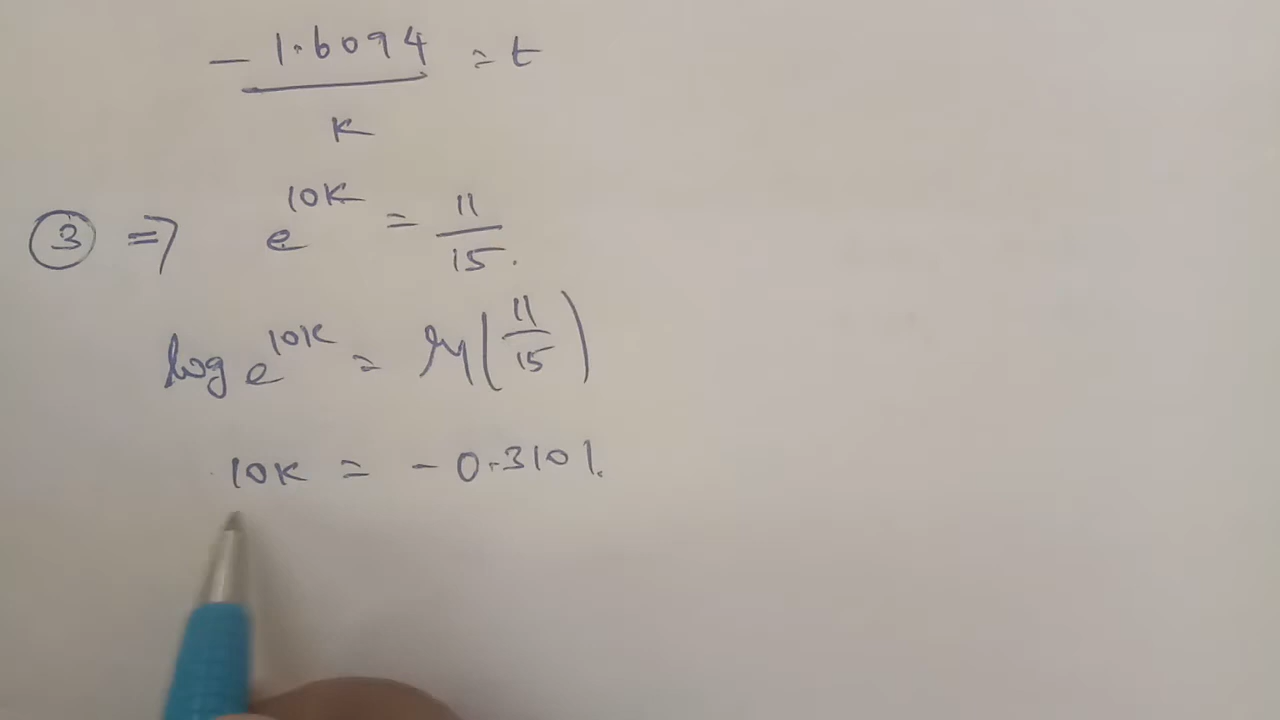 - 1.6094 / K = t
③ => e^10K = 11/15.
log e^10K = ln(11/15)
10K = - 0.3101.